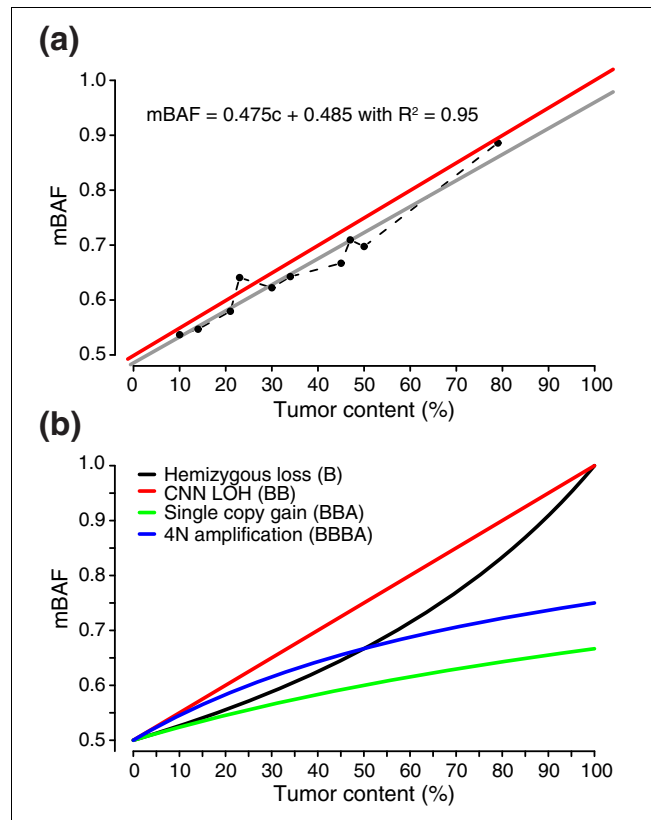 (a)
mBAF = 0.475c + 0.485 with R² = 0.95
mBAF
1.0
0.9
0.8
0.7
0.6
0.5
0 10 20 30 40 50 60 70 80 90 100
Tumor content (%)
(b)
Hemizygous loss (B)
CNN LOH (BB)
Single copy gain (BBA)
4N amplification (BBBA)
mBAF
1.0
0.9
0.8
0.7
0.6
0.5
0 10 20 30 40 50 60 70 80 90 100
Tumor content (%)